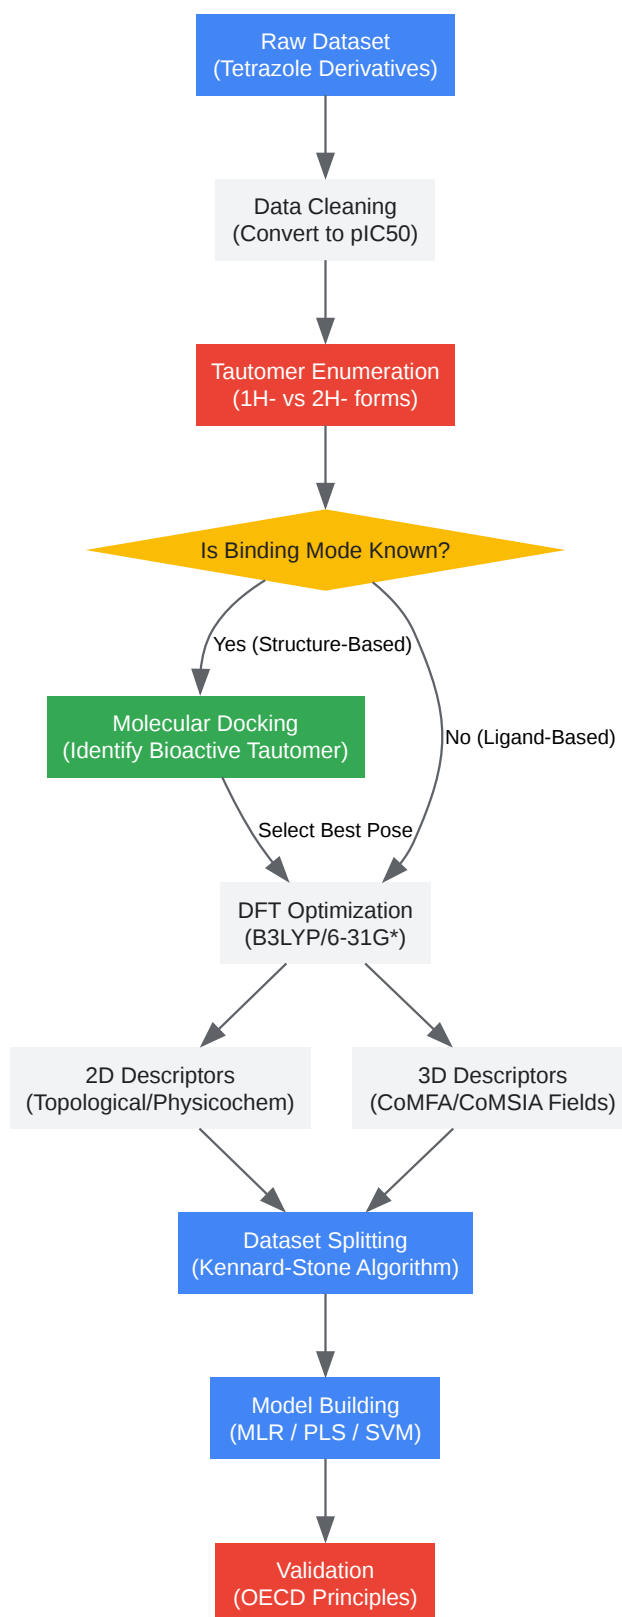 Raw Dataset
(Tetrazole Derivatives)
Data Cleaning
(Convert to pIC50)
Tautomer Enumeration
(1H- vs 2H- forms)
Is Binding Mode Known?
Yes (Structure-Based)
Molecular Docking
(Identify Bioactive Tautomer)
No (Ligand-Based)
Select Best Pose
DFT Optimization
(B3LYP/6-31G*)
2D Descriptors
(Topological/Physicochem)
3D Descriptors
(CoMFA/CoMSIA Fields)
Dataset Splitting
(Kennard-Stone Algorithm)
Model Building
(MLR / PLS / SVM)
Validation
(OECD Principles)